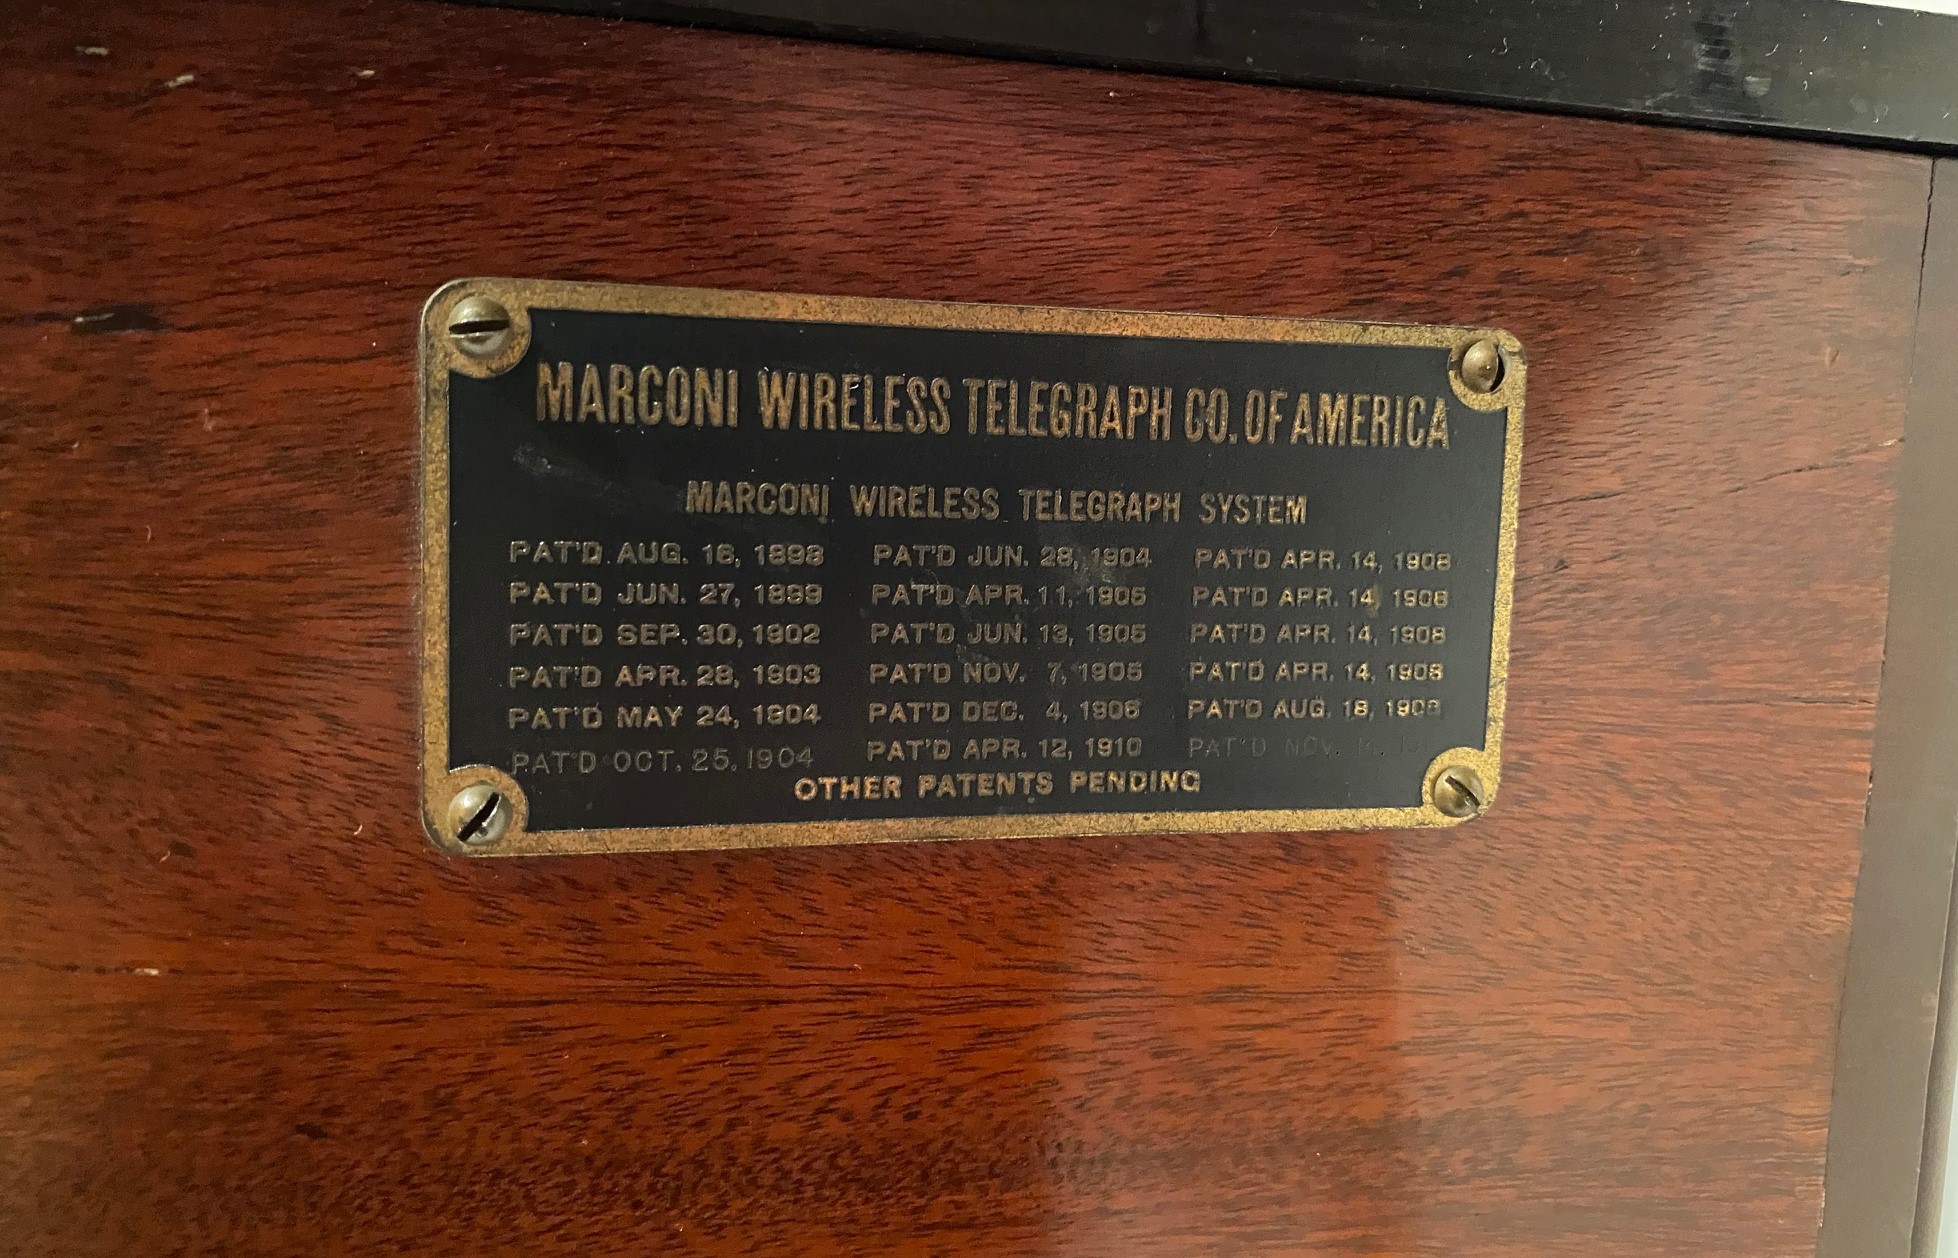 MARCONI WIRELESS TELEGRAPH CO. OF AMERICA
MARCONI WIRELESS TELEGRAPH SYSTEM
PAT'D. AUG. 16, 1898 PAT'D JUN. 28, 1904 PAT'D APR. 14, 1908
PAT'D JUN. 27, 1899 PAT'D APR. 11, 1905 PAT'D APR. 14, 1908
PAT'D SEP. 30, 1902 PAT'D JUN. 13, 1905 PAT'D APR. 14, 1908
PAT'D APR. 28, 1903 PAT'D NOV. 7, 1905 PAT'D APR. 14, 1908
PAT'D MAY 24, 1904 PAT'D DEC. 4, 1906 PAT'D AUG. 18, 1908
PAT'D OCT. 25. 1904 PAT'D APR. 12, 1910 PAT'D NOV.
OTHER PATENTS PENDING